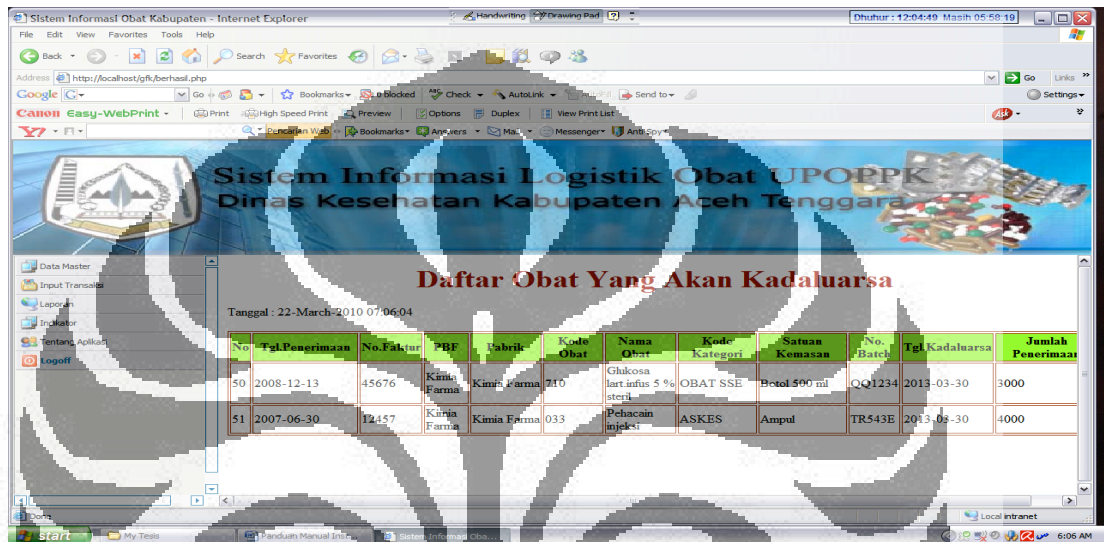 Sistem Informasi Obat Kabupaten - Internet Explorer
Handwriting Drawing Pad
Dhuhur : 12:04:49 Masih 05:58:19
File Edit View Favorites Tools Help
Back Search Favorites
Address http://localhost/gfk/berhasil.php Go Links »
Google G Go Bookmarks blocked Check AutoLink Send to Settings
Canon Easy-WebPrint Print High Speed Print Preview Options Duplex View Print List Ask »
Y! Pencarian Web Bookmarks Answers Mail Messenger Anti-Spy
Sistem Informasi Logistik Obat UPOPPK
Dinas Kesehatan Kabupaten Aceh Tenggara
Data Master
Input Transaksi
Laporan
Indikator
Tentang Aplikasi
Logoff
Daftar Obat Yang Akan Kadaluarsa
Tanggal : 22-March-2010 07:06:04
No Tgl.Penerimaan No.Faktur PBF Pabrik Kode Obat Nama Obat Kode Kategori Satuan Kemasan No. Batch Tgl.Kadaluarsa Jumlah Penerimaan
50 2008-12-13 45676 Kimia Farma Kimia Farma 710 Glukosa lart.infus 5 % steril OBAT SSE Botol 500 ml QQ1234 2013-03-30 3000
51 2007-06-30 12457 Kimia Farma Kimia Farma 033 Pehacain injeksi ASKES Ampul TR543E 2013-03-30 4000
Done Local intranet
start My Tesis Panduan Manual Inst... Sistem Informasi Oba... 6:06 AM